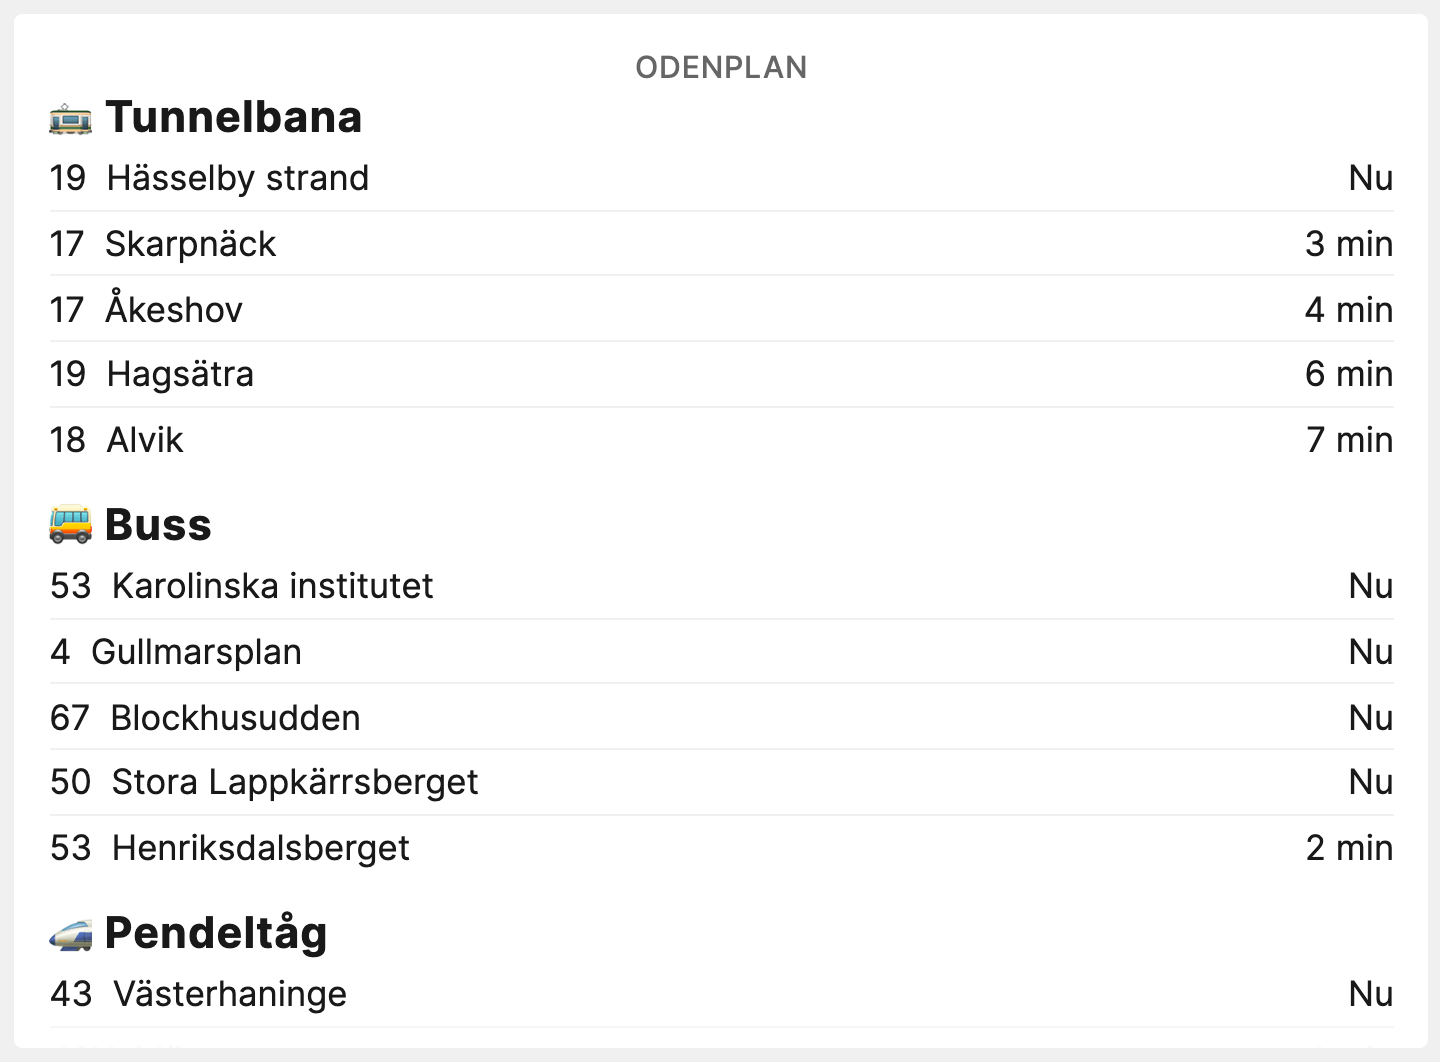 ODENPLAN
Tunnelbana
19 Hässelby strand Nu
17 Skarpnäck 3 min
17 Åkeshov 4 min
19 Hagsätra 6 min
18 Alvik 7 min
Buss
53 Karolinska institutet Nu
4 Gullmarsplan Nu
67 Blockhusudden Nu
50 Stora Lappkärrsberget Nu
53 Henriksdalsberget 2 min
Pendeltåg
43 Västerhaninge Nu